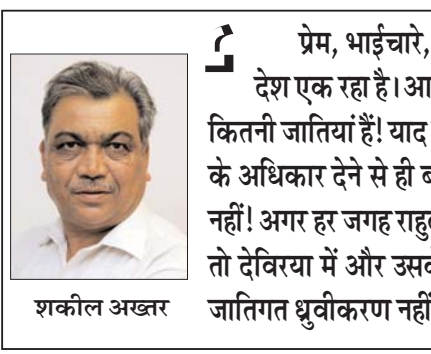 प्रेम, भाईचारे,
देश एक रहा है। आ
कितनी जातियां हैं! याद
के अधिकार देने से ही ब
नहीं! अगर हर जगह राहु
तो देविरया में और उसक
जातिगत ध्रुवीकरण नहीं
शकील अख्तर